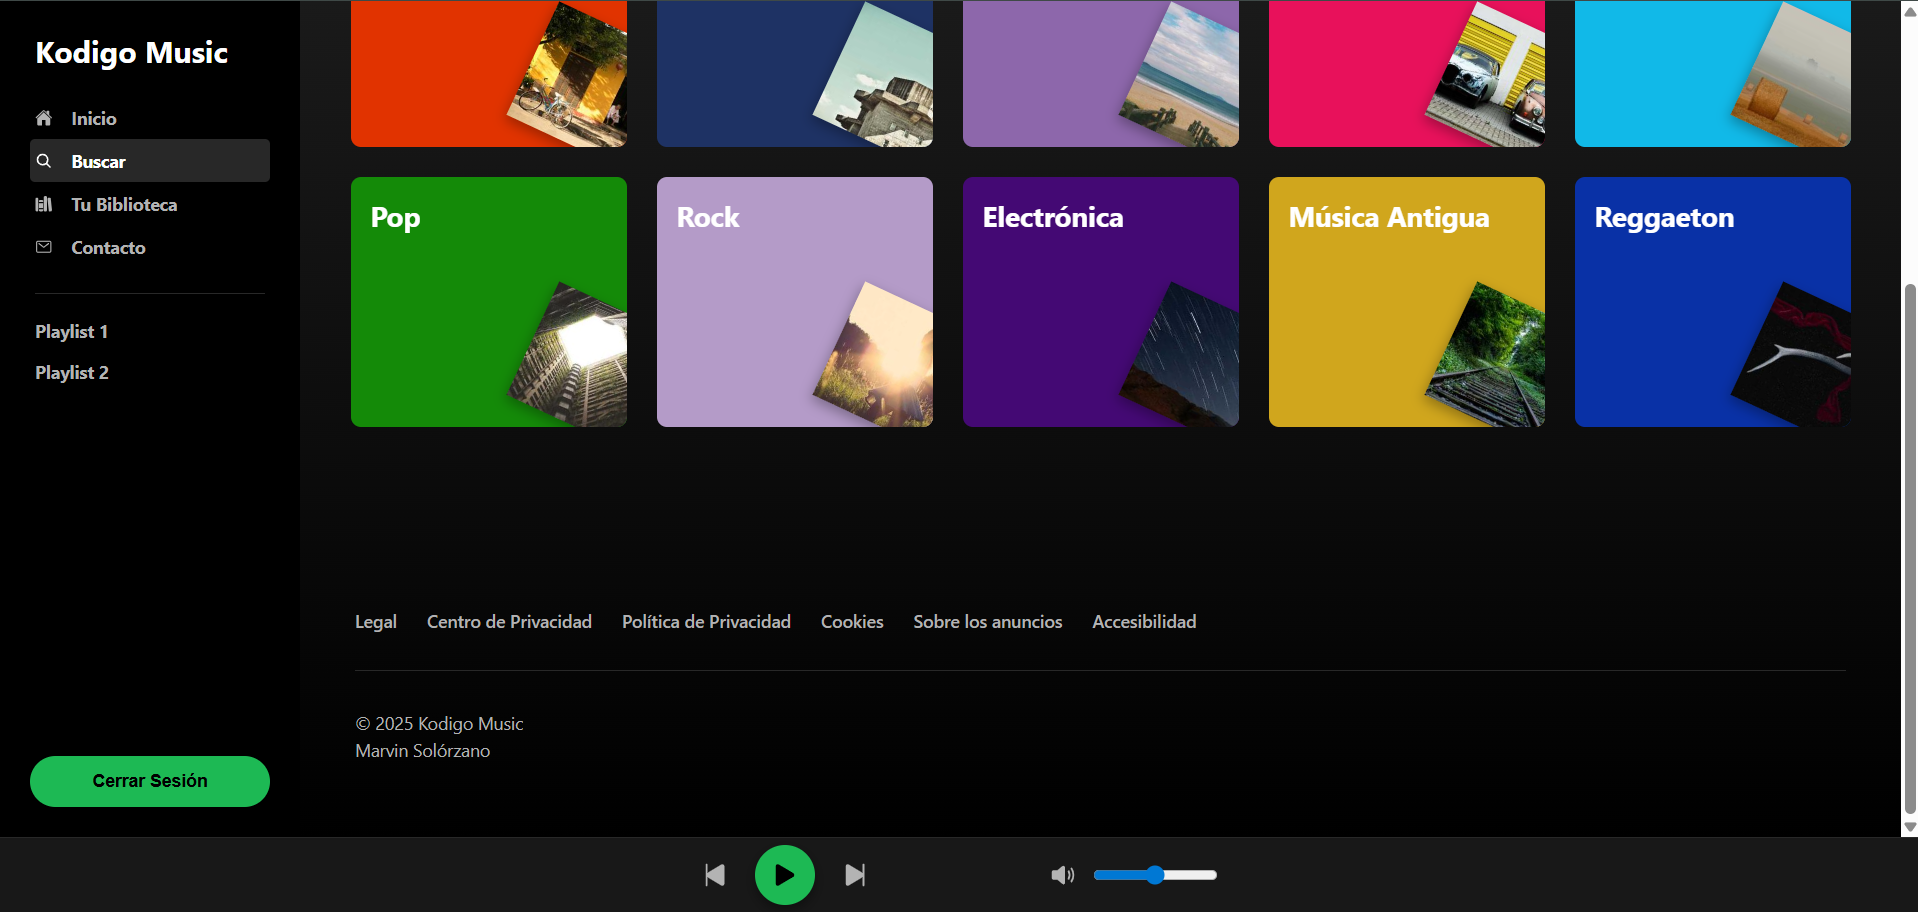 Kodigo Music
Inicio
Buscar
Tu Biblioteca
Contacto
Playlist 1
Playlist 2
Cerrar Sesión
Pop
Rock
Electrónica
Música Antigua
Reggaeton
Legal Centro de Privacidad Política de Privacidad Cookies Sobre los anuncios Accesibilidad
© 2025 Kodigo Music
Marvin Solórzano